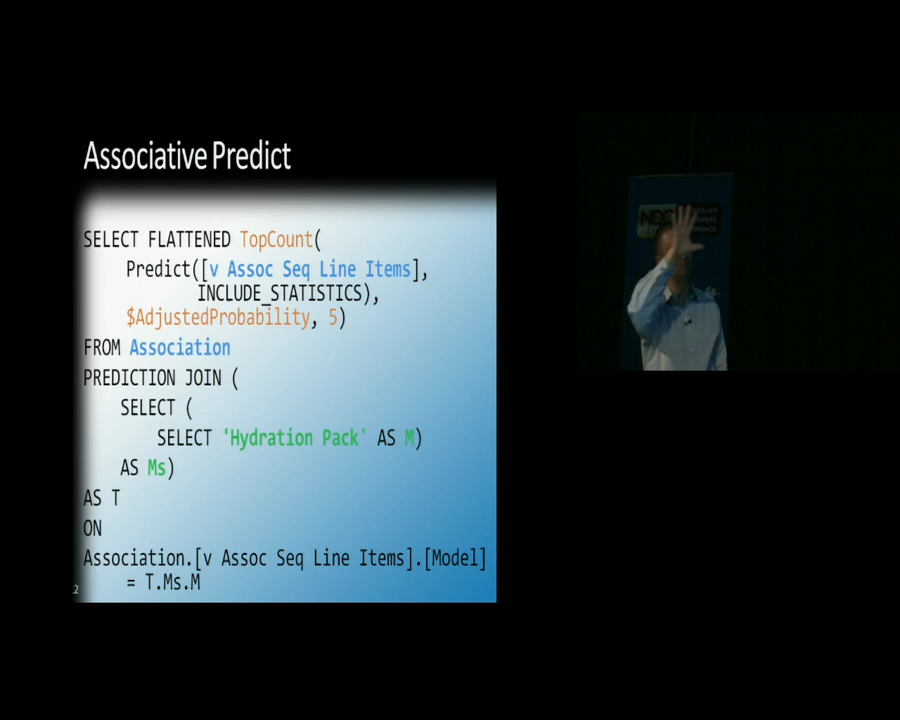 Associative Predict
SELECT FLATTENED TopCount(
Predict([v Assoc Seq Line Items],
INCLUDE_STATISTICS),
$AdjustedProbability, 5)
FROM Association
PREDICTION JOIN (
SELECT (
SELECT 'Hydration Pack' AS M)
AS Ms)
AS T
ON
Association.[v Assoc Seq Line Items].[Model]
= T.Ms.M
NDC